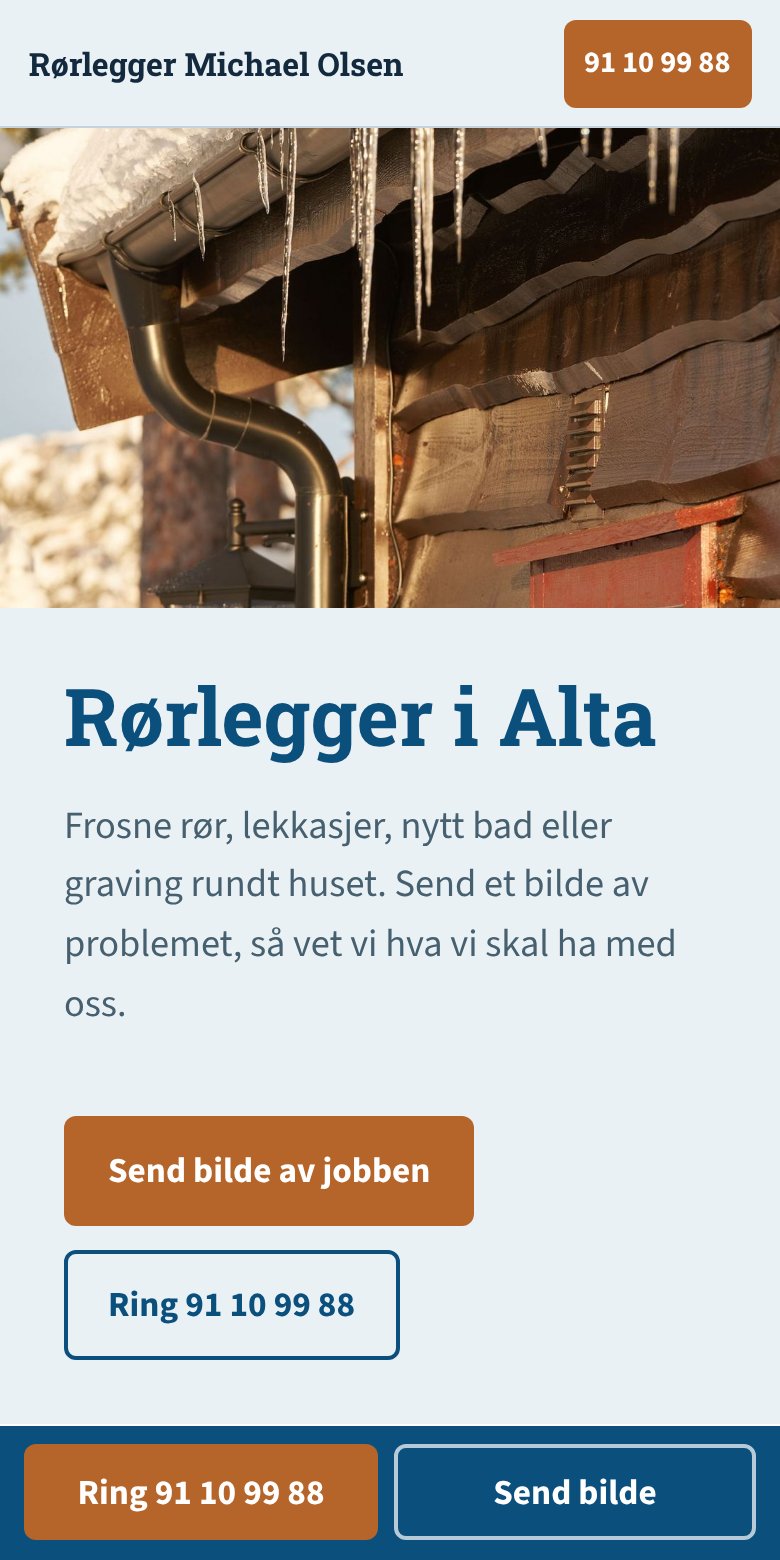 Rørlegger Michael Olsen
91 10 99 88
Rørlegger i Alta
Frosne rør, lekkasjer, nytt bad eller
graving rundt huset. Send et bilde av
problemet, så vet vi hva vi skal ha med
oss.
Send bilde av jobben
Ring 91 10 99 88
Ring 91 10 99 88
Send bilde